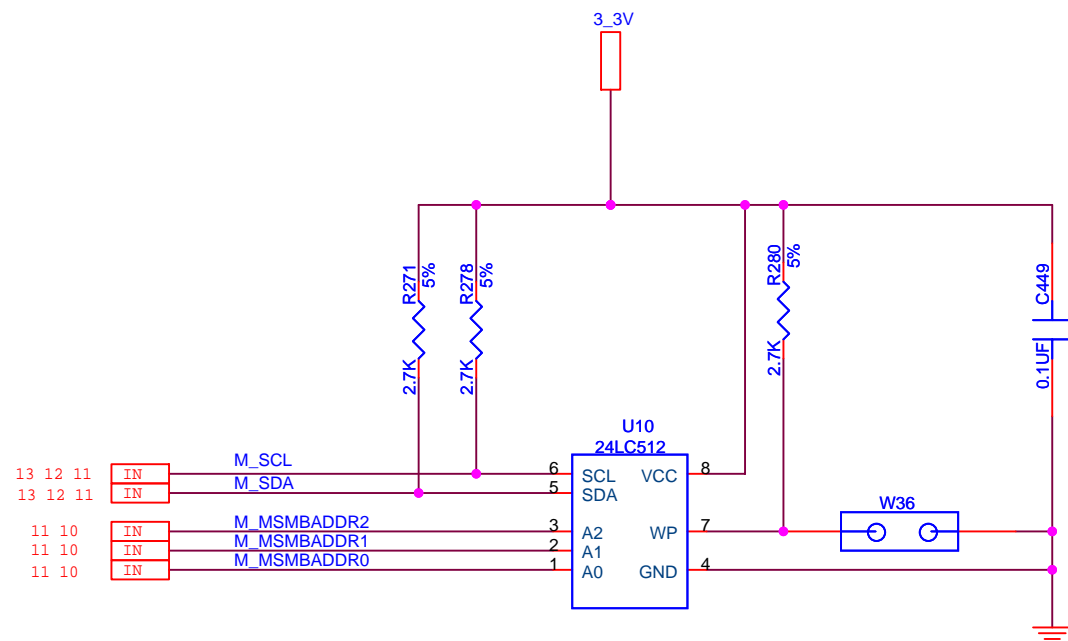 3_3V
R271
5%
2.7K
R278
5%
2.7K
R280
5%
2.7K
C449
0.1UF
U10
24LC512
13 12 11 IN M_SCL 6 SCL VCC 8
13 12 11 IN M_SDA 5 SDA
11 10 IN M_MSMBADDR2 3 A2 WP 7 W36
11 10 IN M_MSMBADDR1 2 A1
11 10 IN M_MSMBADDR0 1 A0 GND 4